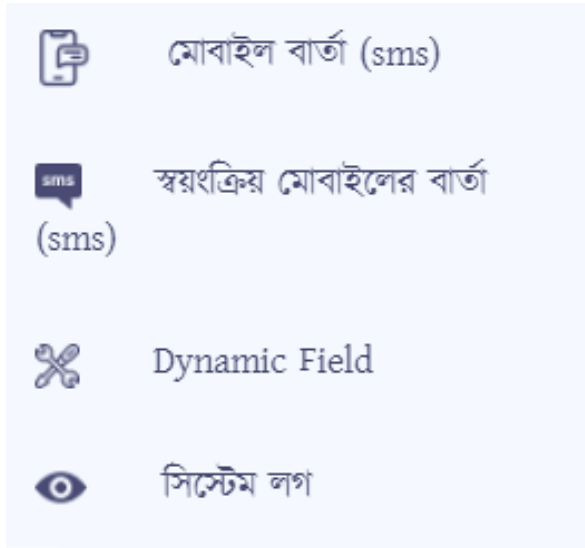 মোবাইল বার্তা (sms)
sms স্বয়ংক্রিয় মোবাইলের বার্তা
(sms)
Dynamic Field
সিস্টেম লগ